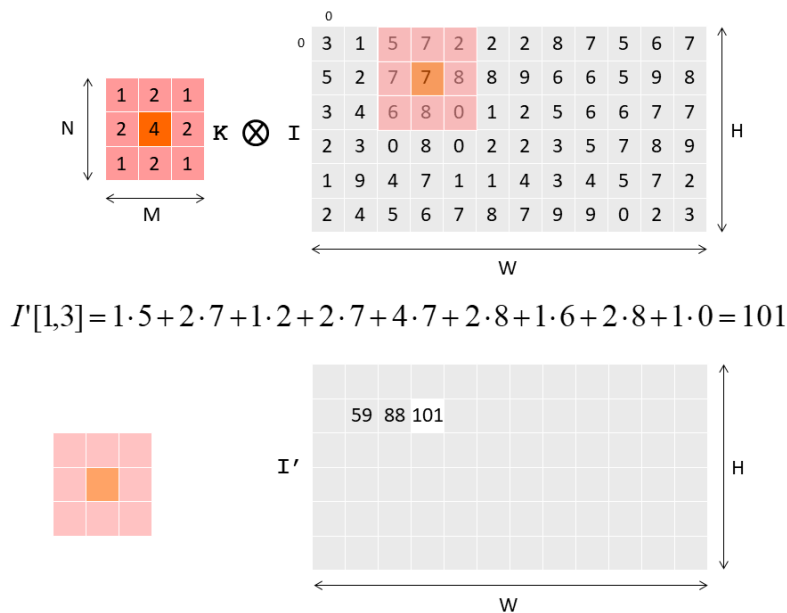 0
0 3 1 5 7 2 2 2 8 7 5 6 7
5 2 7 7 8 8 9 6 6 5 9 8
1 2 1
3 4 6 8 0 1 2 5 6 6 7 7
N 2 4 2 K ⊗ I H
1 2 1
2 3 0 8 0 2 2 3 5 7 8 9
1 9 4 7 1 1 4 3 4 5 7 2
M
2 4 5 6 7 8 7 9 9 0 2 3
W
I'[1,3]=1·5+2·7+1·2+2·7+4·7+2·8+1·6+2·8+1·0=101
59 88 101
I′ H
W